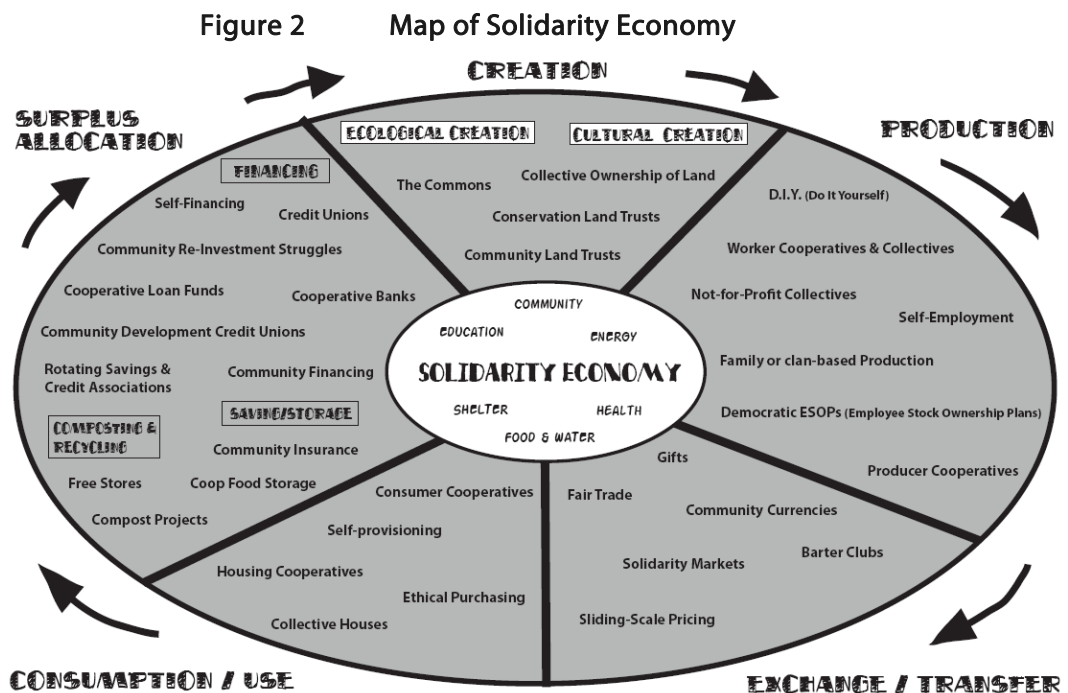 Figure 2 Map of Solidarity Economy
CREATION
SURPLUS
ALLOCATION
PRODUCTION
ECOLOGICAL CREATION
CULTURAL CREATION
The Commons
Collective Ownership of Land
Conservation Land Trusts
Community Land Trusts
FINANCING
Self-Financing
Credit Unions
Community Re-Investment Struggles
Cooperative Loan Funds
Cooperative Banks
Community Development Credit Unions
Rotating Savings &
Credit Associations
Community Financing
COMPOSTING &
RECYCLING
SAVING/STORAGE
Community Insurance
Free Stores
Coop Food Storage
Compost Projects
D.I.Y. (Do It Yourself)
Worker Cooperatives & Collectives
Not-for-Profit Collectives
Self-Employment
Family or clan-based Production
Democratic ESOPs (Employee Stock Ownership Plans)
Producer Cooperatives
COMMUNITY
EDUCATION
ENERGY
SOLIDARITY ECONOMY
SHELTER
HEALTH
FOOD & WATER
Consumer Cooperatives
Self-provisioning
Housing Cooperatives
Ethical Purchasing
Collective Houses
Gifts
Fair Trade
Community Currencies
Barter Clubs
Solidarity Markets
Sliding-Scale Pricing
CONSUMPTION / USE
EXCHANGE / TRANSFER